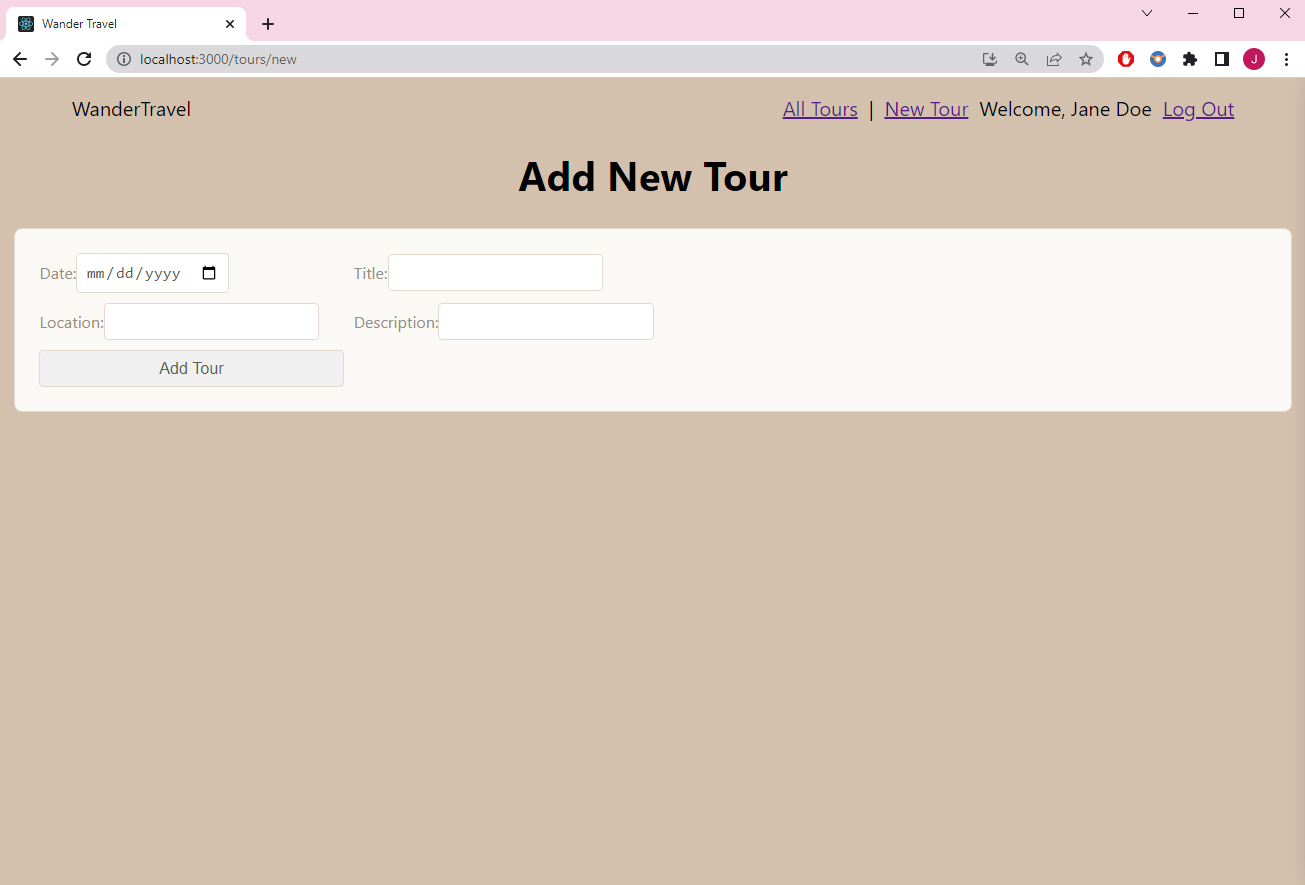 Wander Travel
localhost:3000/tours/new
J
WanderTravel
All Tours | New Tour Welcome, Jane Doe Log Out
Add New Tour
Date: mm/dd/yyyy Title:
Location: Description:
Add Tour